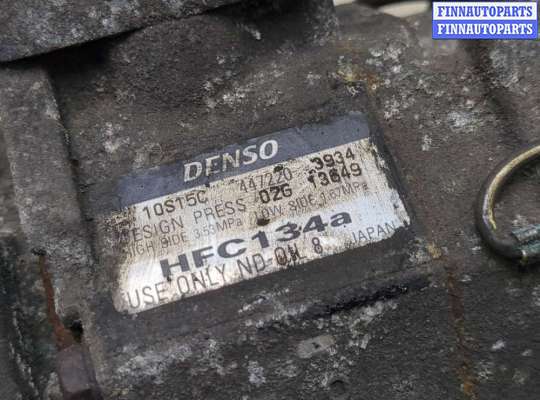 FINNAUTOPARTS
FINNAUTOPARTS
DENSO
10S15C 447220 3934
DESIGN PRESS 02G 13649
HIGH SIDE 3.53MPa LOW SIDE 1.67MPa
HFC134a
USE ONLY ND-OIL 8 JAPAN